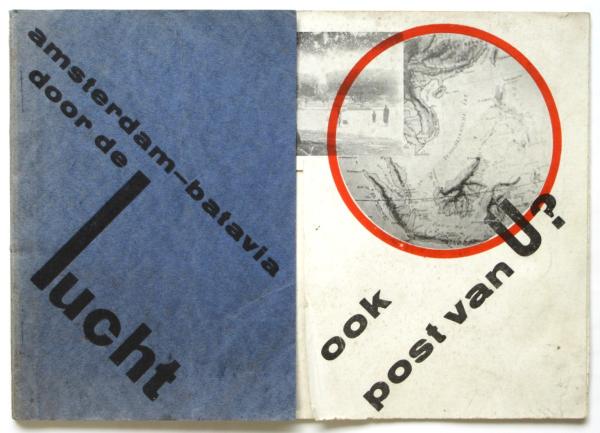 amsterdam–batavia
door de
lucht
ook
post van U?